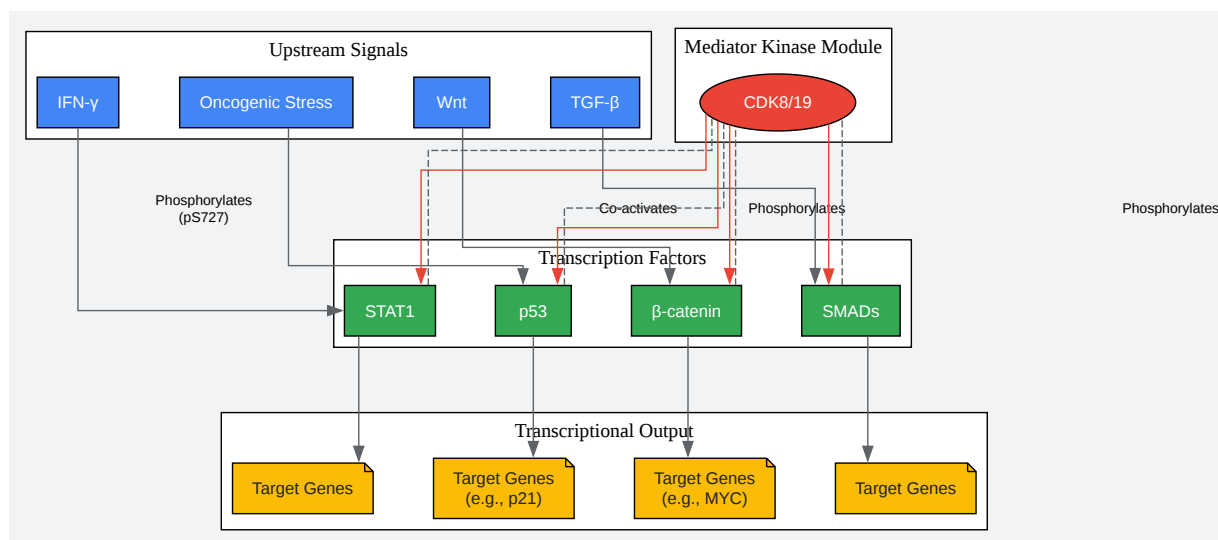 Upstream Signals
Mediator Kinase Module
IFN-γ
Oncogenic Stress
Wnt
TGF-β
CDK8/19
Phosphorylates
(pS727)
Co-activates
Phosphorylates
Phosphorylates
Transcription Factors
STAT1
p53
β-catenin
SMADs
Transcriptional Output
Target Genes
Target Genes
(e.g., p21)
Target Genes
(e.g., MYC)
Target Genes